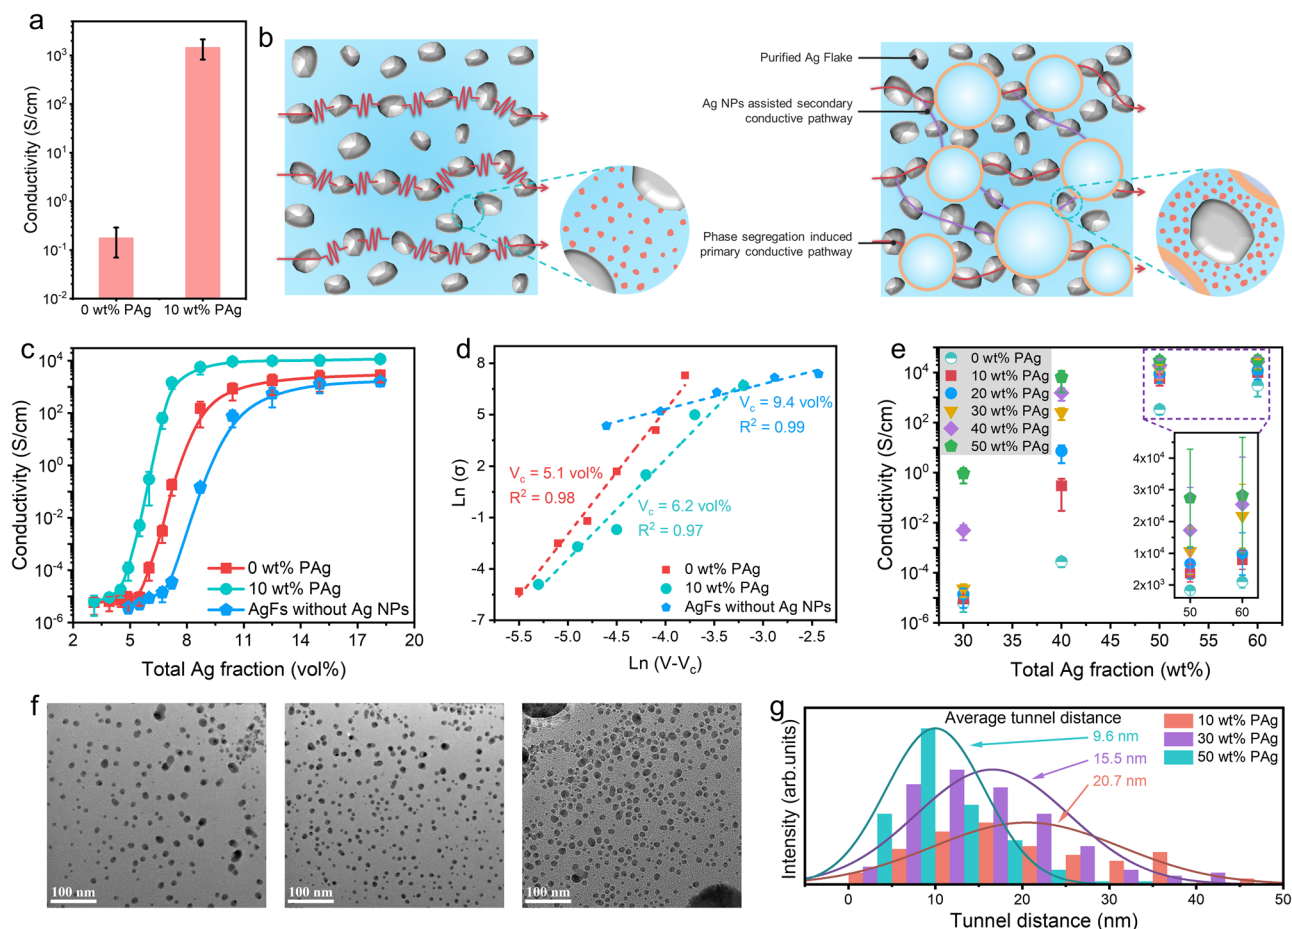 a
Conductivity (S/cm)
10³
10²
10¹
10⁰
10⁻¹
10⁻²
0 wt% PAg
10 wt% PAg
b
Purified Ag Flake
Ag NPs assisted secondary
conductive pathway
Phase segregation induced
primary conductive pathway
c
Conductivity (S/cm)
10⁴
10²
10⁰
10⁻²
10⁻⁴
10⁻⁶
0 wt% PAg
10 wt% PAg
AgFs without Ag NPs
2
5
8
11
14
17
20
Total Ag fraction (vol%)
d
Ln (σ)
8
5
2
-1
-4
-7
V_c = 9.4 vol%
R² = 0.99
V_c = 5.1 vol%
R² = 0.98
V_c = 6.2 vol%
R² = 0.97
0 wt% PAg
10 wt% PAg
AgFs without Ag NPs
-5.5
-5.0
-4.5
-4.0
-3.5
-3.0
-2.5
Ln (V-V_c)
e
Conductivity (S/cm)
10⁴
10²
10⁰
10⁻²
10⁻⁴
10⁻⁶
0 wt% PAg
10 wt% PAg
20 wt% PAg
30 wt% PAg
40 wt% PAg
50 wt% PAg
4x10⁴
3x10⁴
2x10⁴
1x10⁴
2x10³
50
60
30
35
40
45
50
55
60
Total Ag fraction (wt%)
f
100 nm
100 nm
100 nm
g
Intensity (arb.units)
Average tunnel distance
9.6 nm
15.5 nm
20.7 nm
10 wt% PAg
30 wt% PAg
50 wt% PAg
0
10
20
30
40
50
Tunnel distance (nm)